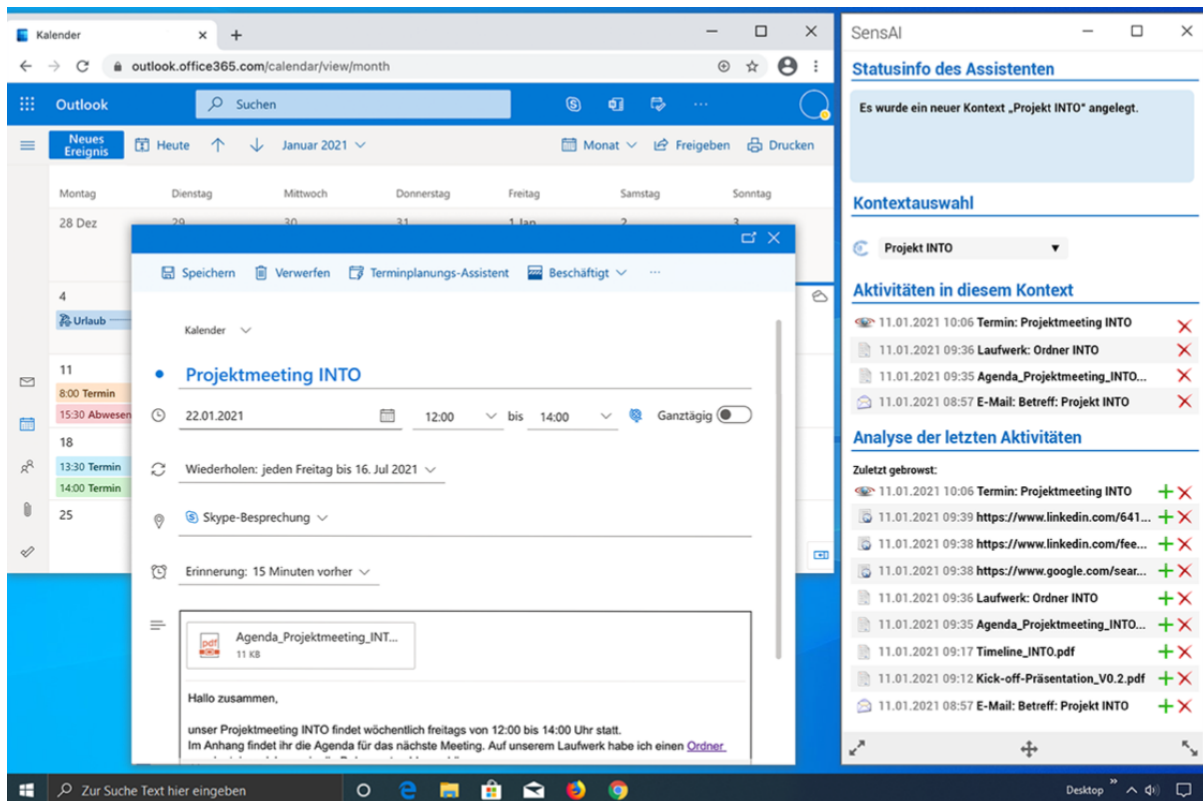 Kalender
outlook.office365.com/calendar/view/month
Outlook
Suchen
Neues Ereignis
Heute
Januar 2021
Monat
Freigeben
Drucken
Montag Dienstag Mittwoch Donnerstag Freitag Samstag Sonntag
28 Dez 29 30 31 1 Jan 2 3
4
Urlaub
11
8:00 Termin
15:30 Abwesen
18
13:30 Termin
14:00 Termin
25
Speichern Verwerfen Terminplanungs-Assistent Beschäftigt ...
Kalender
Projektmeeting INTO
22.01.2021 12:00 bis 14:00 Ganztägig
Wiederholen: jeden Freitag bis 16. Jul 2021
Skype-Besprechung
Erinnerung: 15 Minuten vorher
pdf
Agenda_Projektmeeting_INT...
11 KB
Hallo zusammen,
unser Projektmeeting INTO findet wöchentlich freitags von 12:00 bis 14:00 Uhr statt.
Im Anhang findet ihr die Agenda für das nächste Meeting. Auf unserem Laufwerk habe ich einen Ordner
SensAI
Statusinfo des Assistenten
Es wurde ein neuer Kontext „Projekt INTO“ angelegt.
Kontextauswahl
Projekt INTO
Aktivitäten in diesem Kontext
11.01.2021 10:06 Termin: Projektmeeting INTO
11.01.2021 09:36 Laufwerk: Ordner INTO
11.01.2021 09:35 Agenda_Projektmeeting_INTO...
11.01.2021 08:57 E-Mail: Betreff: Projekt INTO
Analyse der letzten Aktivitäten
Zuletzt gebrowst:
11.01.2021 10:06 Termin: Projektmeeting INTO
11.01.2021 09:39 https://www.linkedin.com/641...
11.01.2021 09:38 https://www.linkedin.com/fee...
11.01.2021 09:38 https://www.google.com/sear...
11.01.2021 09:36 Laufwerk: Ordner INTO
11.01.2021 09:35 Agenda_Projektmeeting_INTO...
11.01.2021 09:17 Timeline_INTO.pdf
11.01.2021 09:12 Kick-off-Präsentation_V0.2.pdf
11.01.2021 08:57 E-Mail: Betreff: Projekt INTO
Zur Suche Text hier eingeben
Desktop